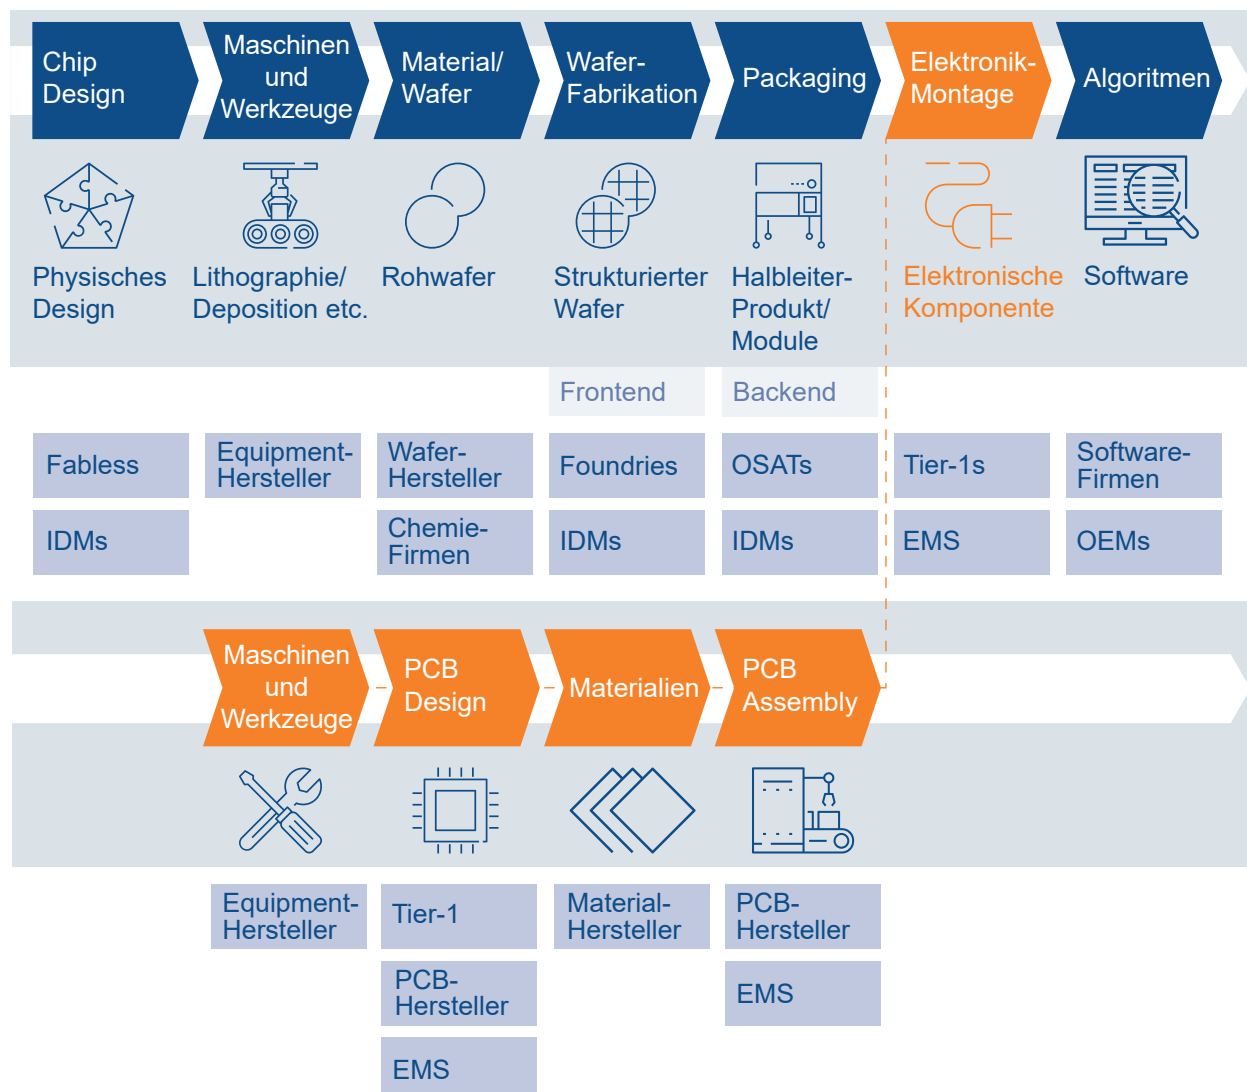 Chip
Design
Maschinen
und
Werkzeuge
Material/
Wafer
Wafer-
Fabrikation
Packaging
Elektronik-
Montage
Algoritmen
Physisches
Design
Lithographie/
Deposition etc.
Rohwafer
Strukturierter
Wafer
Halbleiter-
Produkt/
Module
Elektronische
Komponente
Software
Frontend
Backend
Fabless
Equipment-
Hersteller
Wafer-
Hersteller
Foundries
OSATs
Tier-1s
Software-
Firmen
IDMs
Chemie-
Firmen
IDMs
IDMs
EMS
OEMs
Maschinen
und
Werkzeuge
PCB
Design
Materialien
PCB
Assembly
Equipment-
Hersteller
Tier-1
Material-
Hersteller
PCB-
Hersteller
PCB-
Hersteller
EMS
EMS